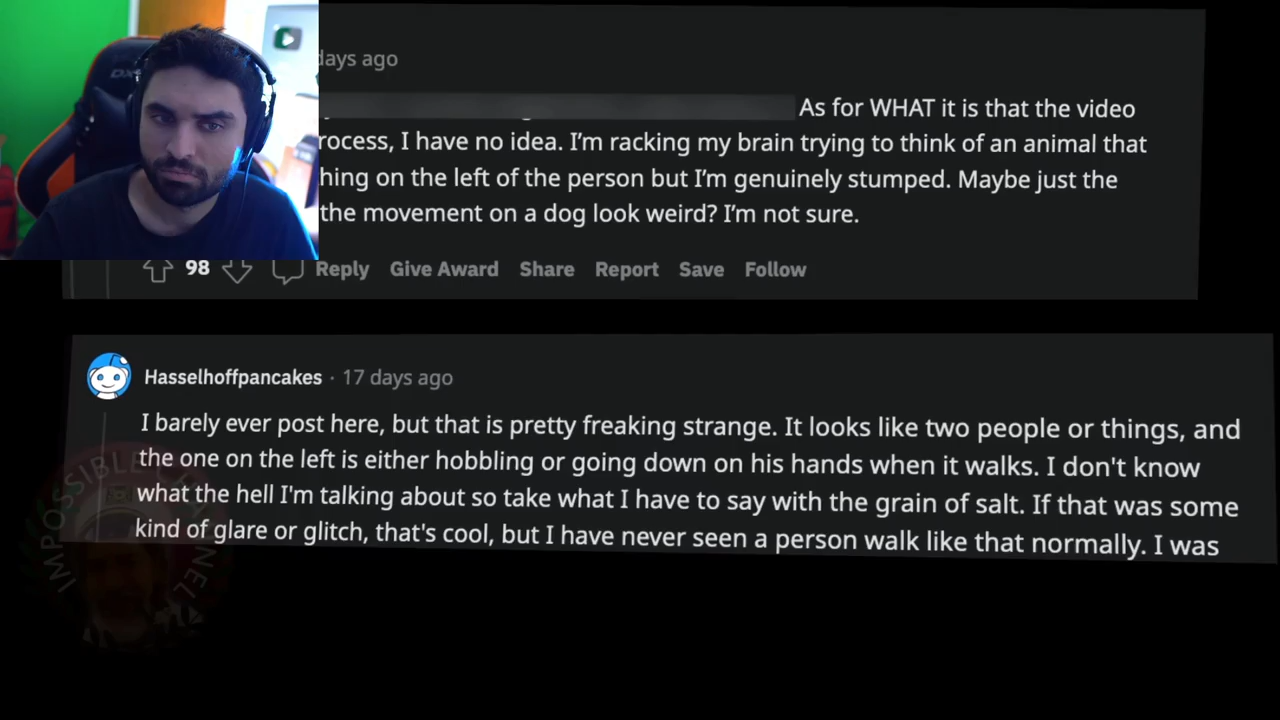 days ago
As for WHAT it is that the video
rocess, I have no idea. I'm racking my brain trying to think of an animal that
hing on the left of the person but I'm genuinely stumped. Maybe just the
the movement on a dog look weird? I'm not sure.
98 Reply Give Award Share Report Save Follow
Hasselhoffpancakes · 17 days ago
I barely ever post here, but that is pretty freaking strange. It looks like two people or things, and
the one on the left is either hobbling or going down on his hands when it walks. I don't know
what the hell I'm talking about so take what I have to say with the grain of salt. If that was some
kind of glare or glitch, that's cool, but I have never seen a person walk like that normally. I was
IMPOSSIBLE